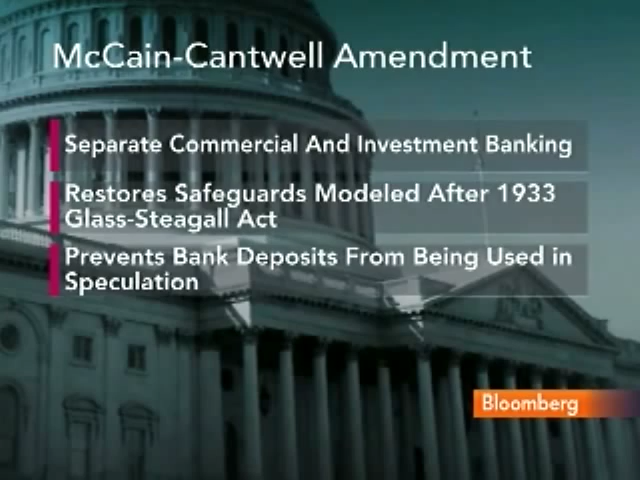 McCain-Cantwell Amendment
Separate Commercial And Investment Banking
Restores Safeguards Modeled After 1933
Glass-Steagall Act
Prevents Bank Deposits From Being Used in
Speculation
Bloomberg